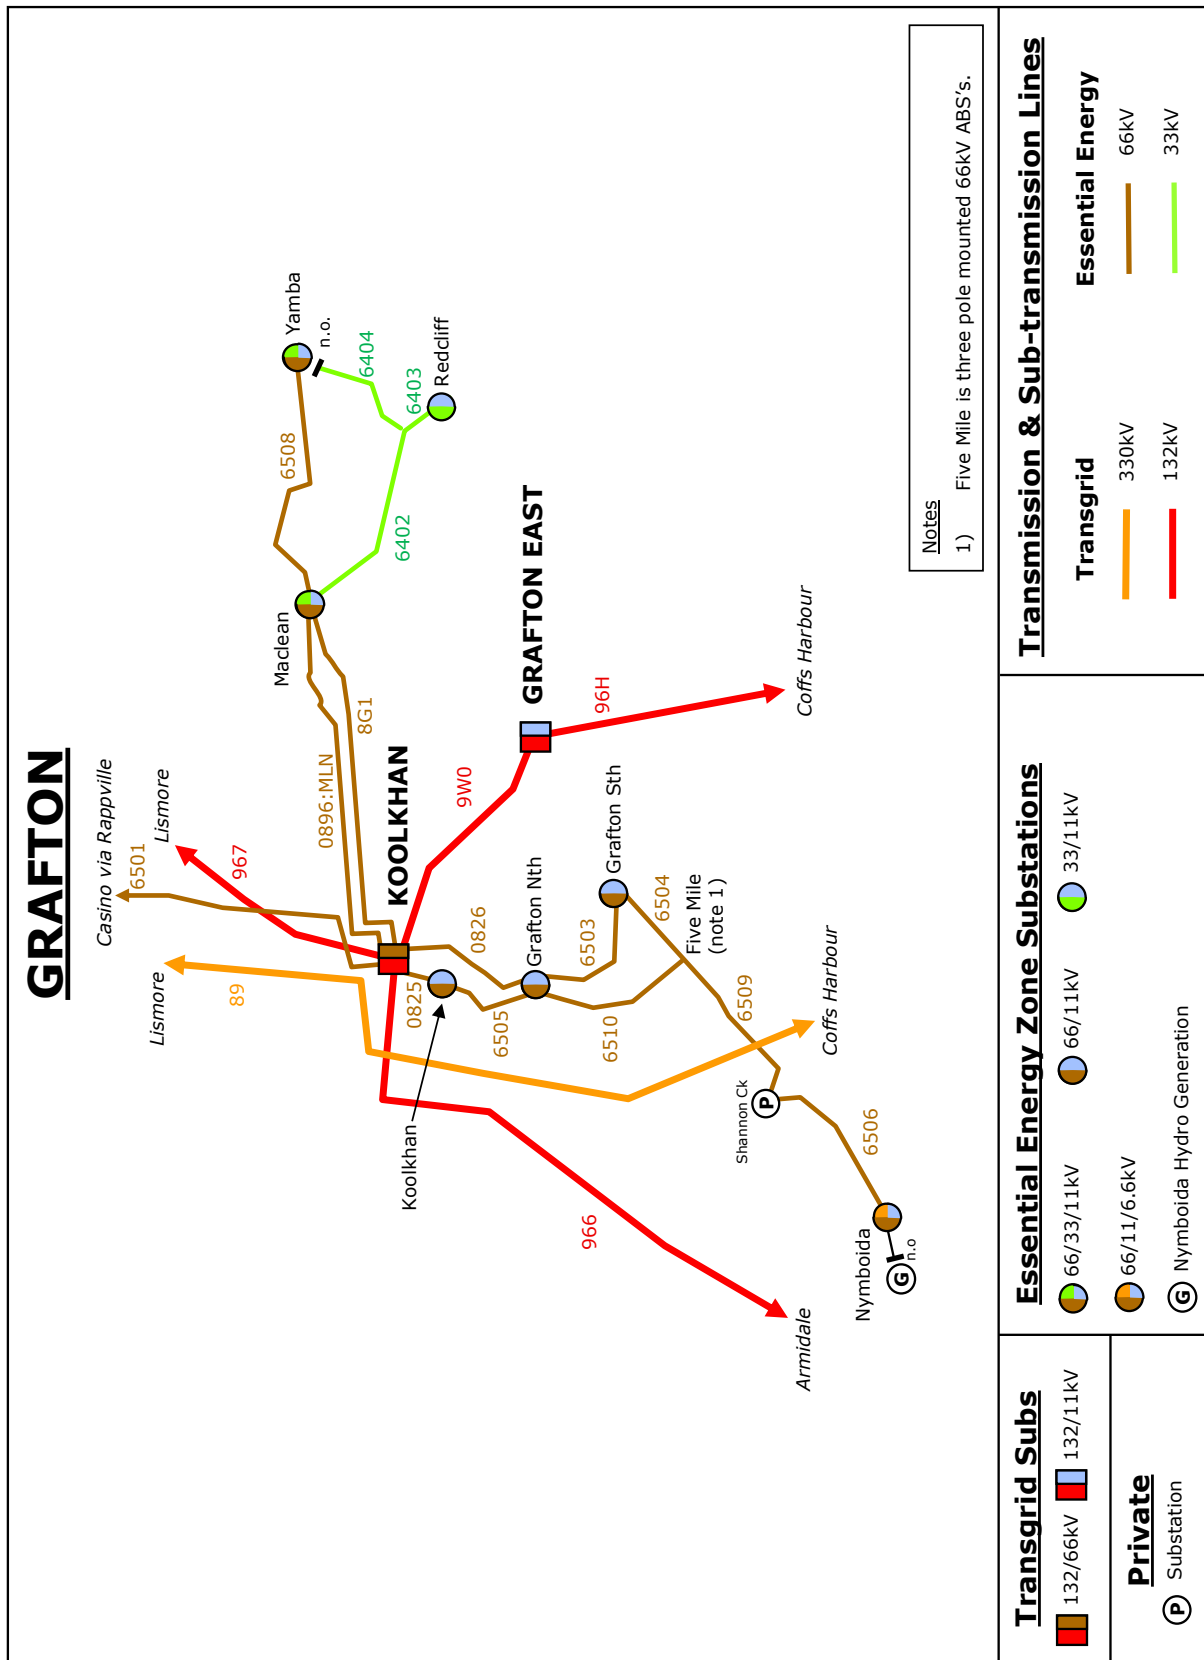 GRAFTON
Casino via Rappville
6501
Lismore
967
Lismore
89
0896:MLN
8G1
Maclean
6508
Yamba
n.o.
6404
6403
Redcliff
6402
KOOLKHAN
GRAFTON EAST
9W0
96H
Coffs Harbour
0825
0826
Koolkhan
6505
Grafton Nth
6503
Grafton Sth
6504
6510
Five Mile
(note 1)
6509
Coffs Harbour
Shannon Ck
P
6506
Nymboida
G
n.o
966
Armidale
Notes
1) Five Mile is three pole mounted 66kV ABS's.
Transgrid Subs
132/66kV
132/11kV
Private
P Substation
Essential Energy Zone Substations
66/33/11kV
66/11kV
33/11kV
66/11/6.6kV
G Nymboida Hydro Generation
Transmission & Sub-transmission Lines
Transgrid
Essential Energy
330kV
66kV
132kV
33kV